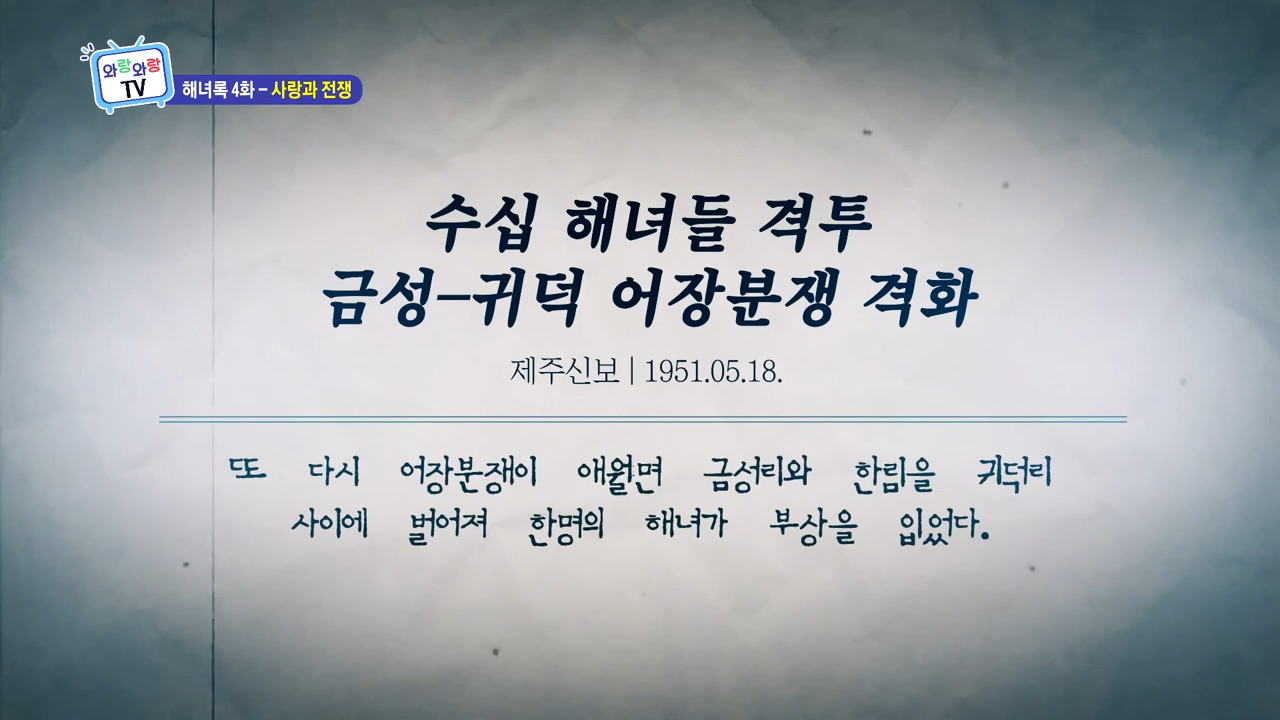 와랑와랑
TV
해녀록 4화 - 사랑과 전쟁
수십 해녀들 격투
금성-귀덕 어장분쟁 격화
제주신보 | 1951.05.18.
또 다시 어장분쟁이 애월면 금성리와 한림을 귀덕리
사이에 벌어져 한명의 해녀가 부상을 입었다.